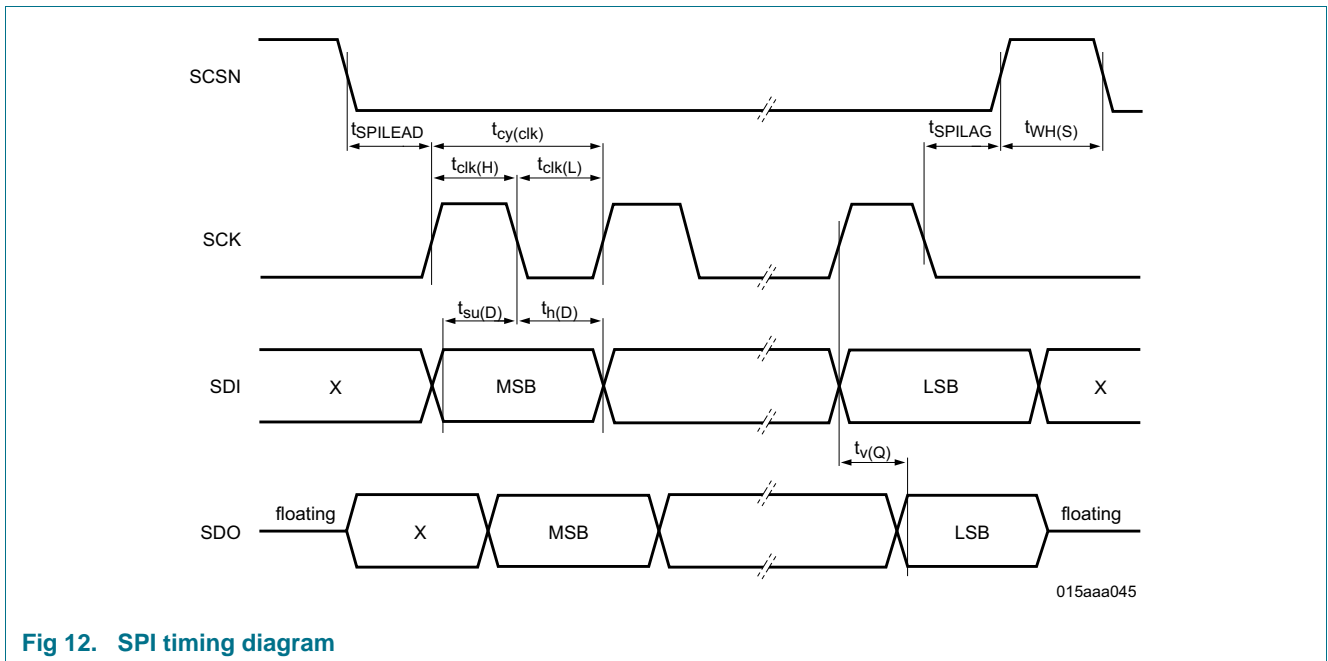 SCSN
tSPILEAD
tcy(clk)
tSPILAG
tWH(S)
tclk(H)
tclk(L)
SCK
tsu(D)
th(D)
SDI
X
MSB
LSB
X
tv(Q)
SDO
floating
X
MSB
LSB
floating
015aaa045
Fig 12. SPI timing diagram